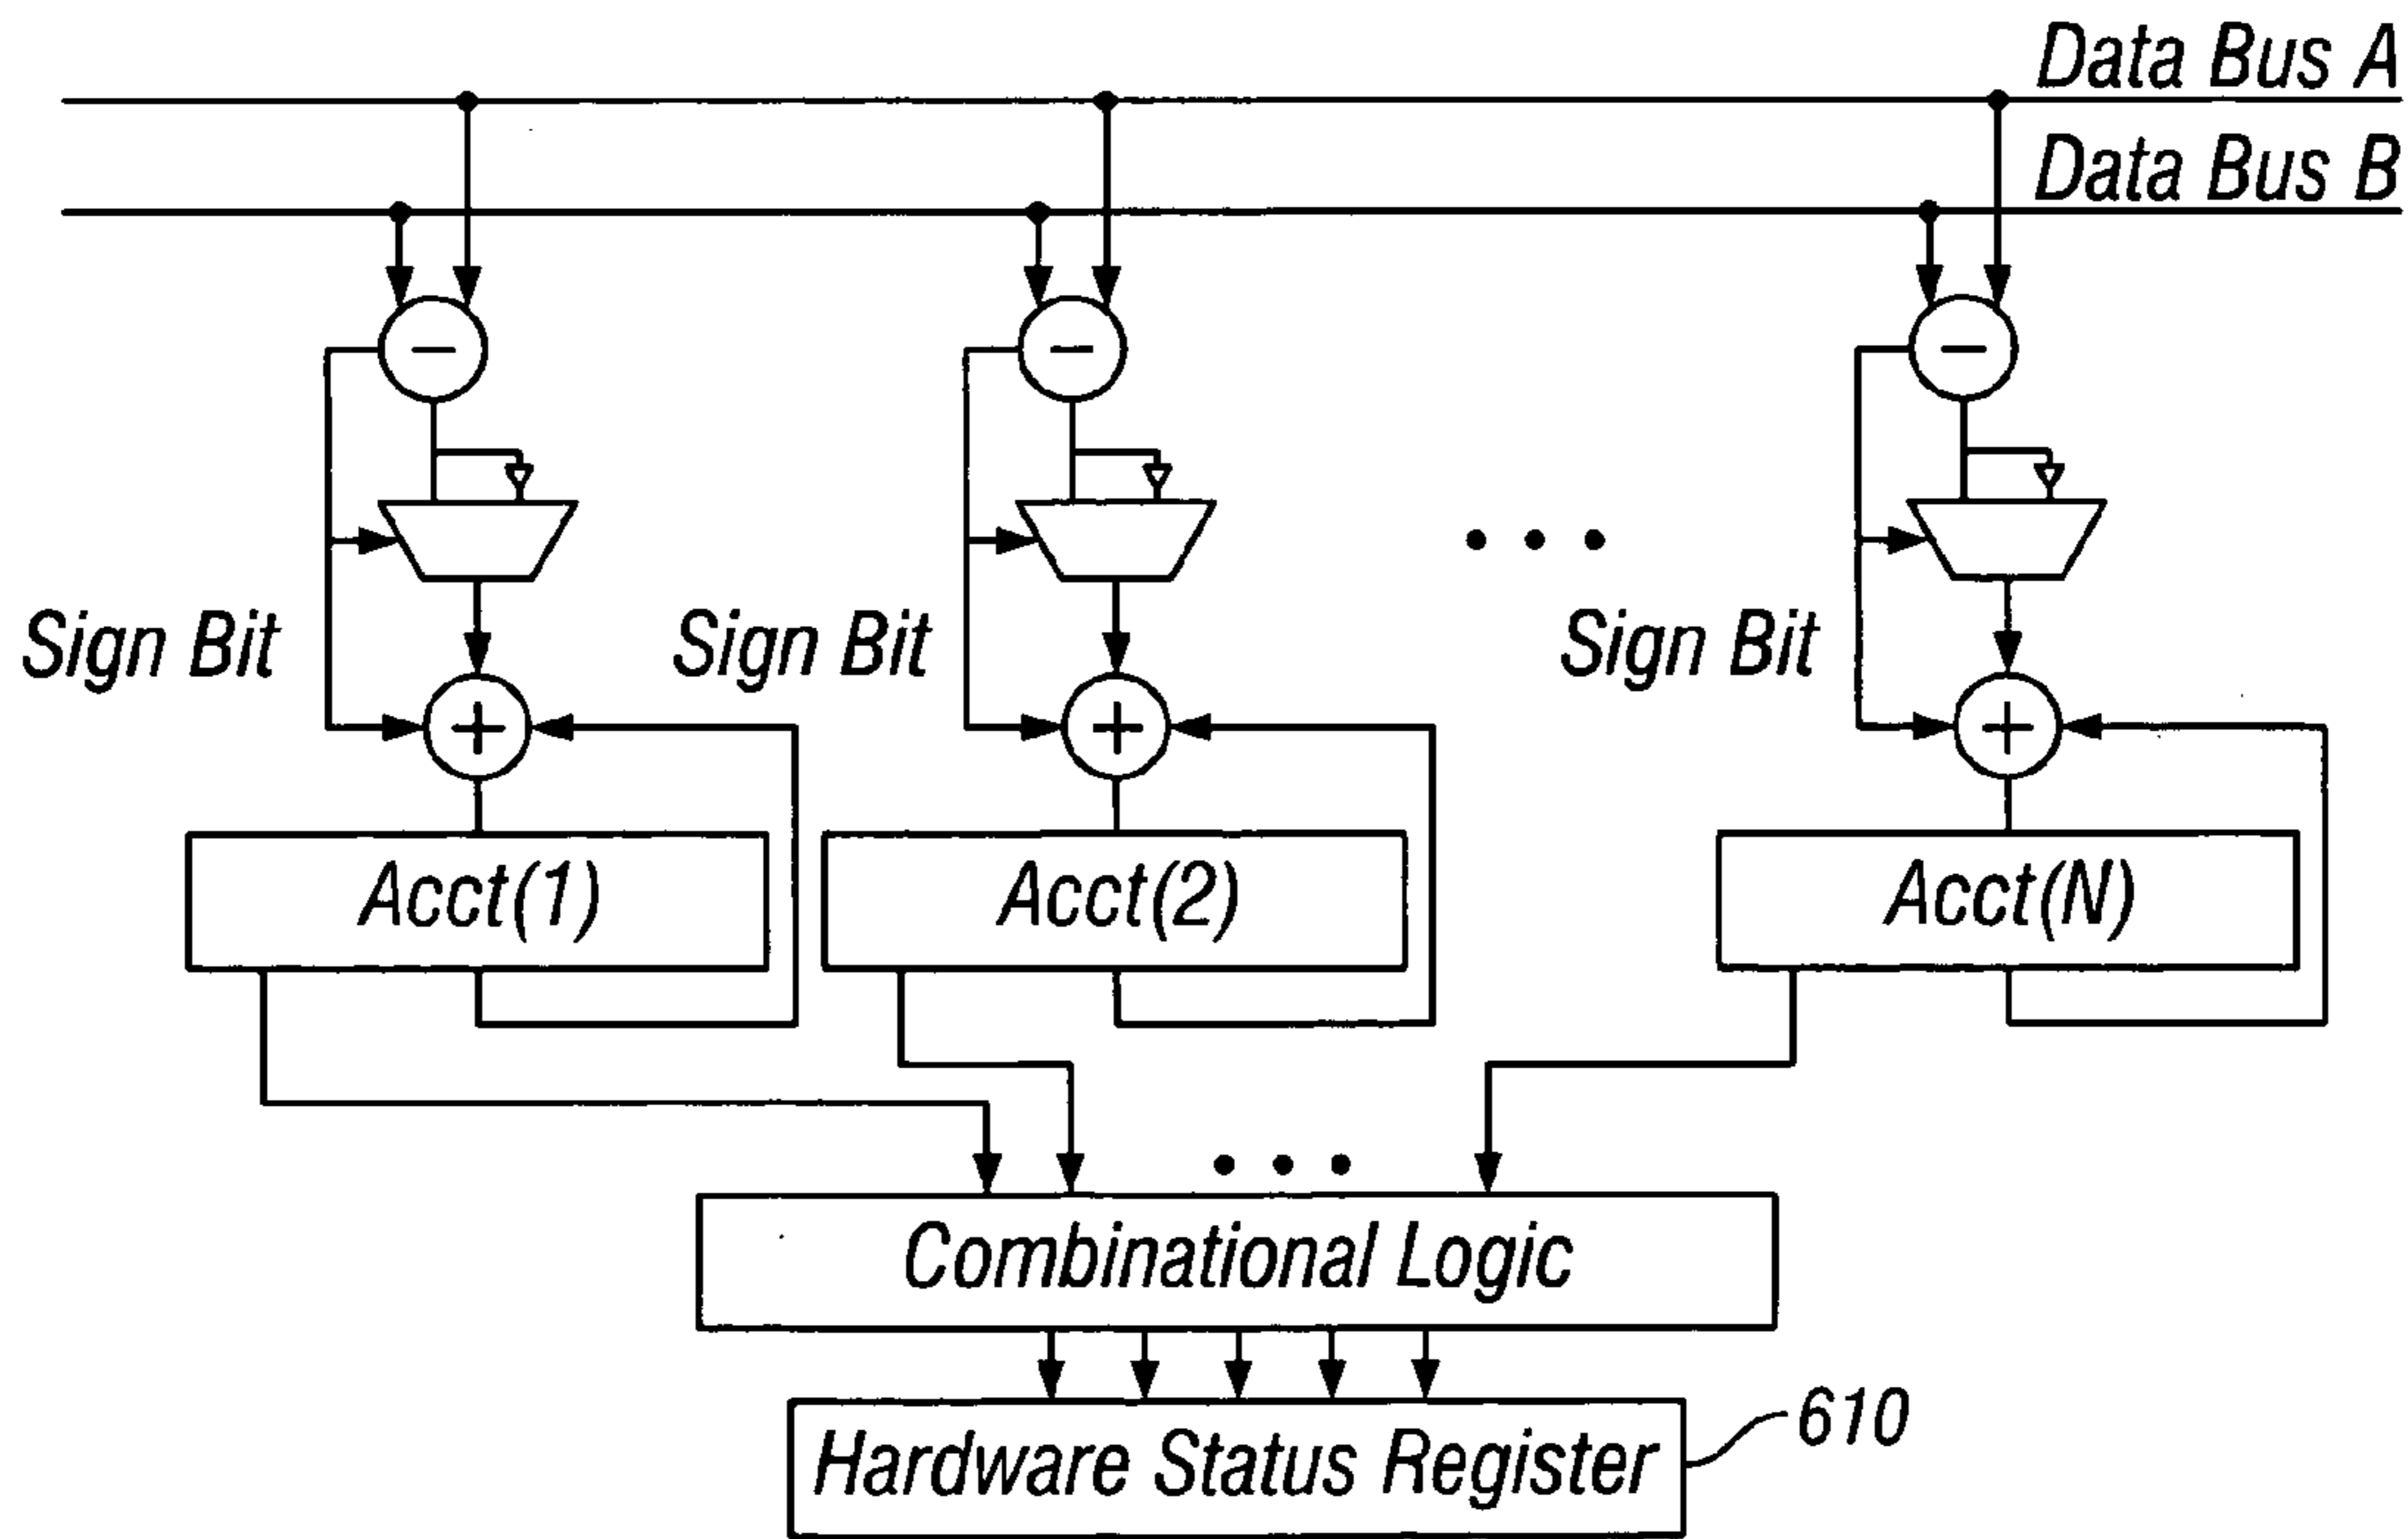 Data Bus A
Data Bus B
Sign Bit
Sign Bit
Sign Bit
Acct(1)
Acct(2)
Acct(N)
Combinational Logic
Hardware Status Register
610